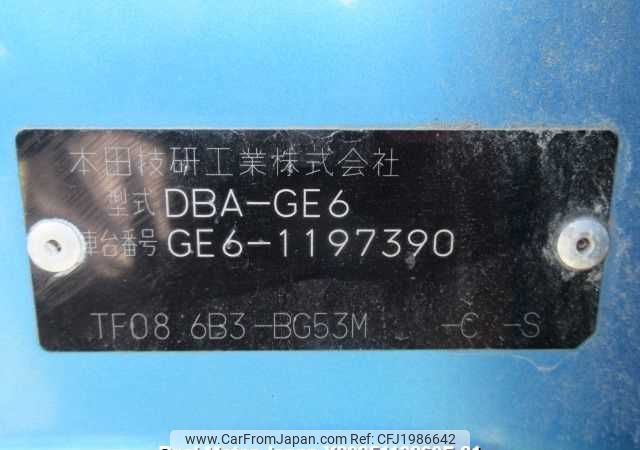 本田技研工業株式会社
型式 DBA-GE6
車台番号 GE6-1197390
TF08 6B3-BG53M -C -S
www.CarFromJapan.com | CFJ1986642